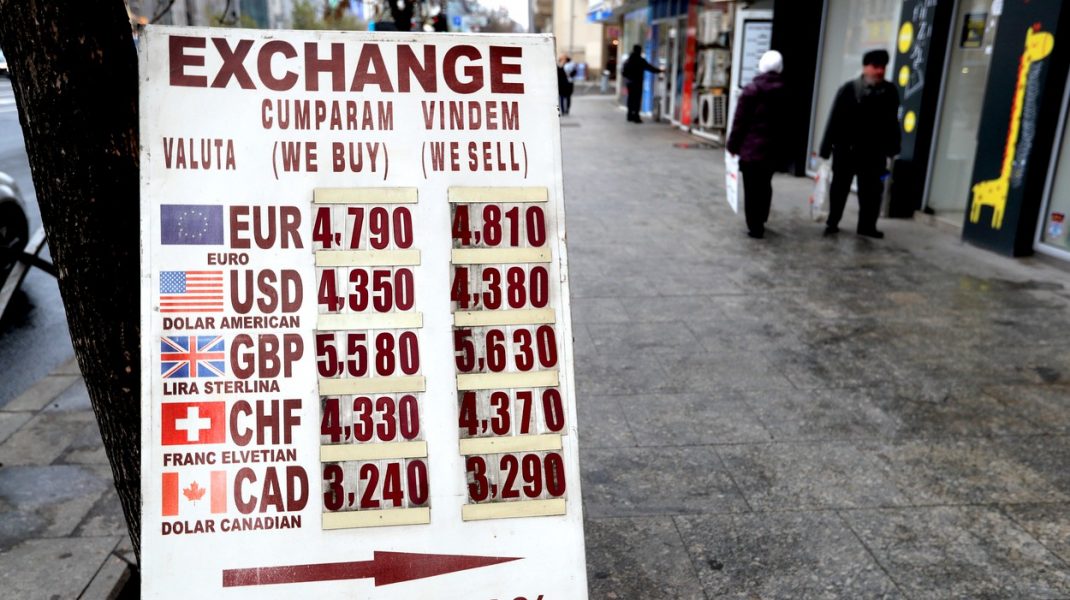 EXCHANGE
CUMPARAM VINDEM
VALUTA (WE BUY) (WE SELL)
EUR 4,790 4,810
EURO
USD 4,350 4,380
DOLAR AMERICAN
GBP 5,580 5,630
LIRA STERLINA
CHF 4,330 4,370
FRANC ELVETIAN
CAD 3,240 3,290
DOLAR CANADIAN